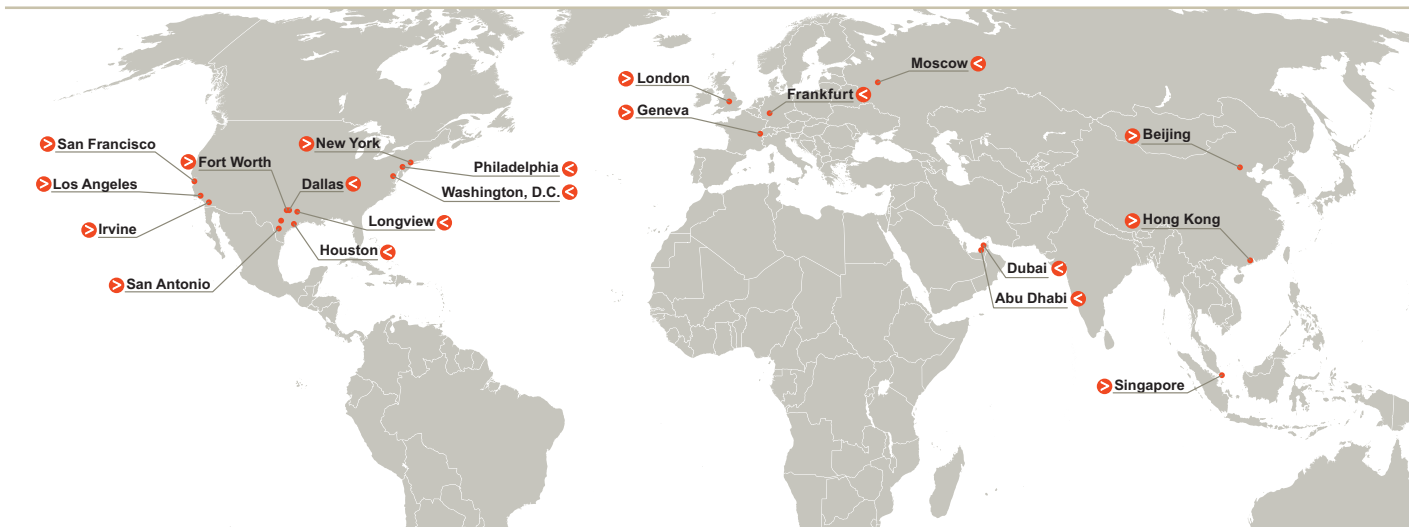 San Francisco
Los Angeles
Irvine
San Antonio
Fort Worth
New York
Dallas
Philadelphia
Washington, D.C.
Longview
Houston
London
Geneva
Frankfurt
Moscow
Dubai
Abu Dhabi
Beijing
Hong Kong
Singapore